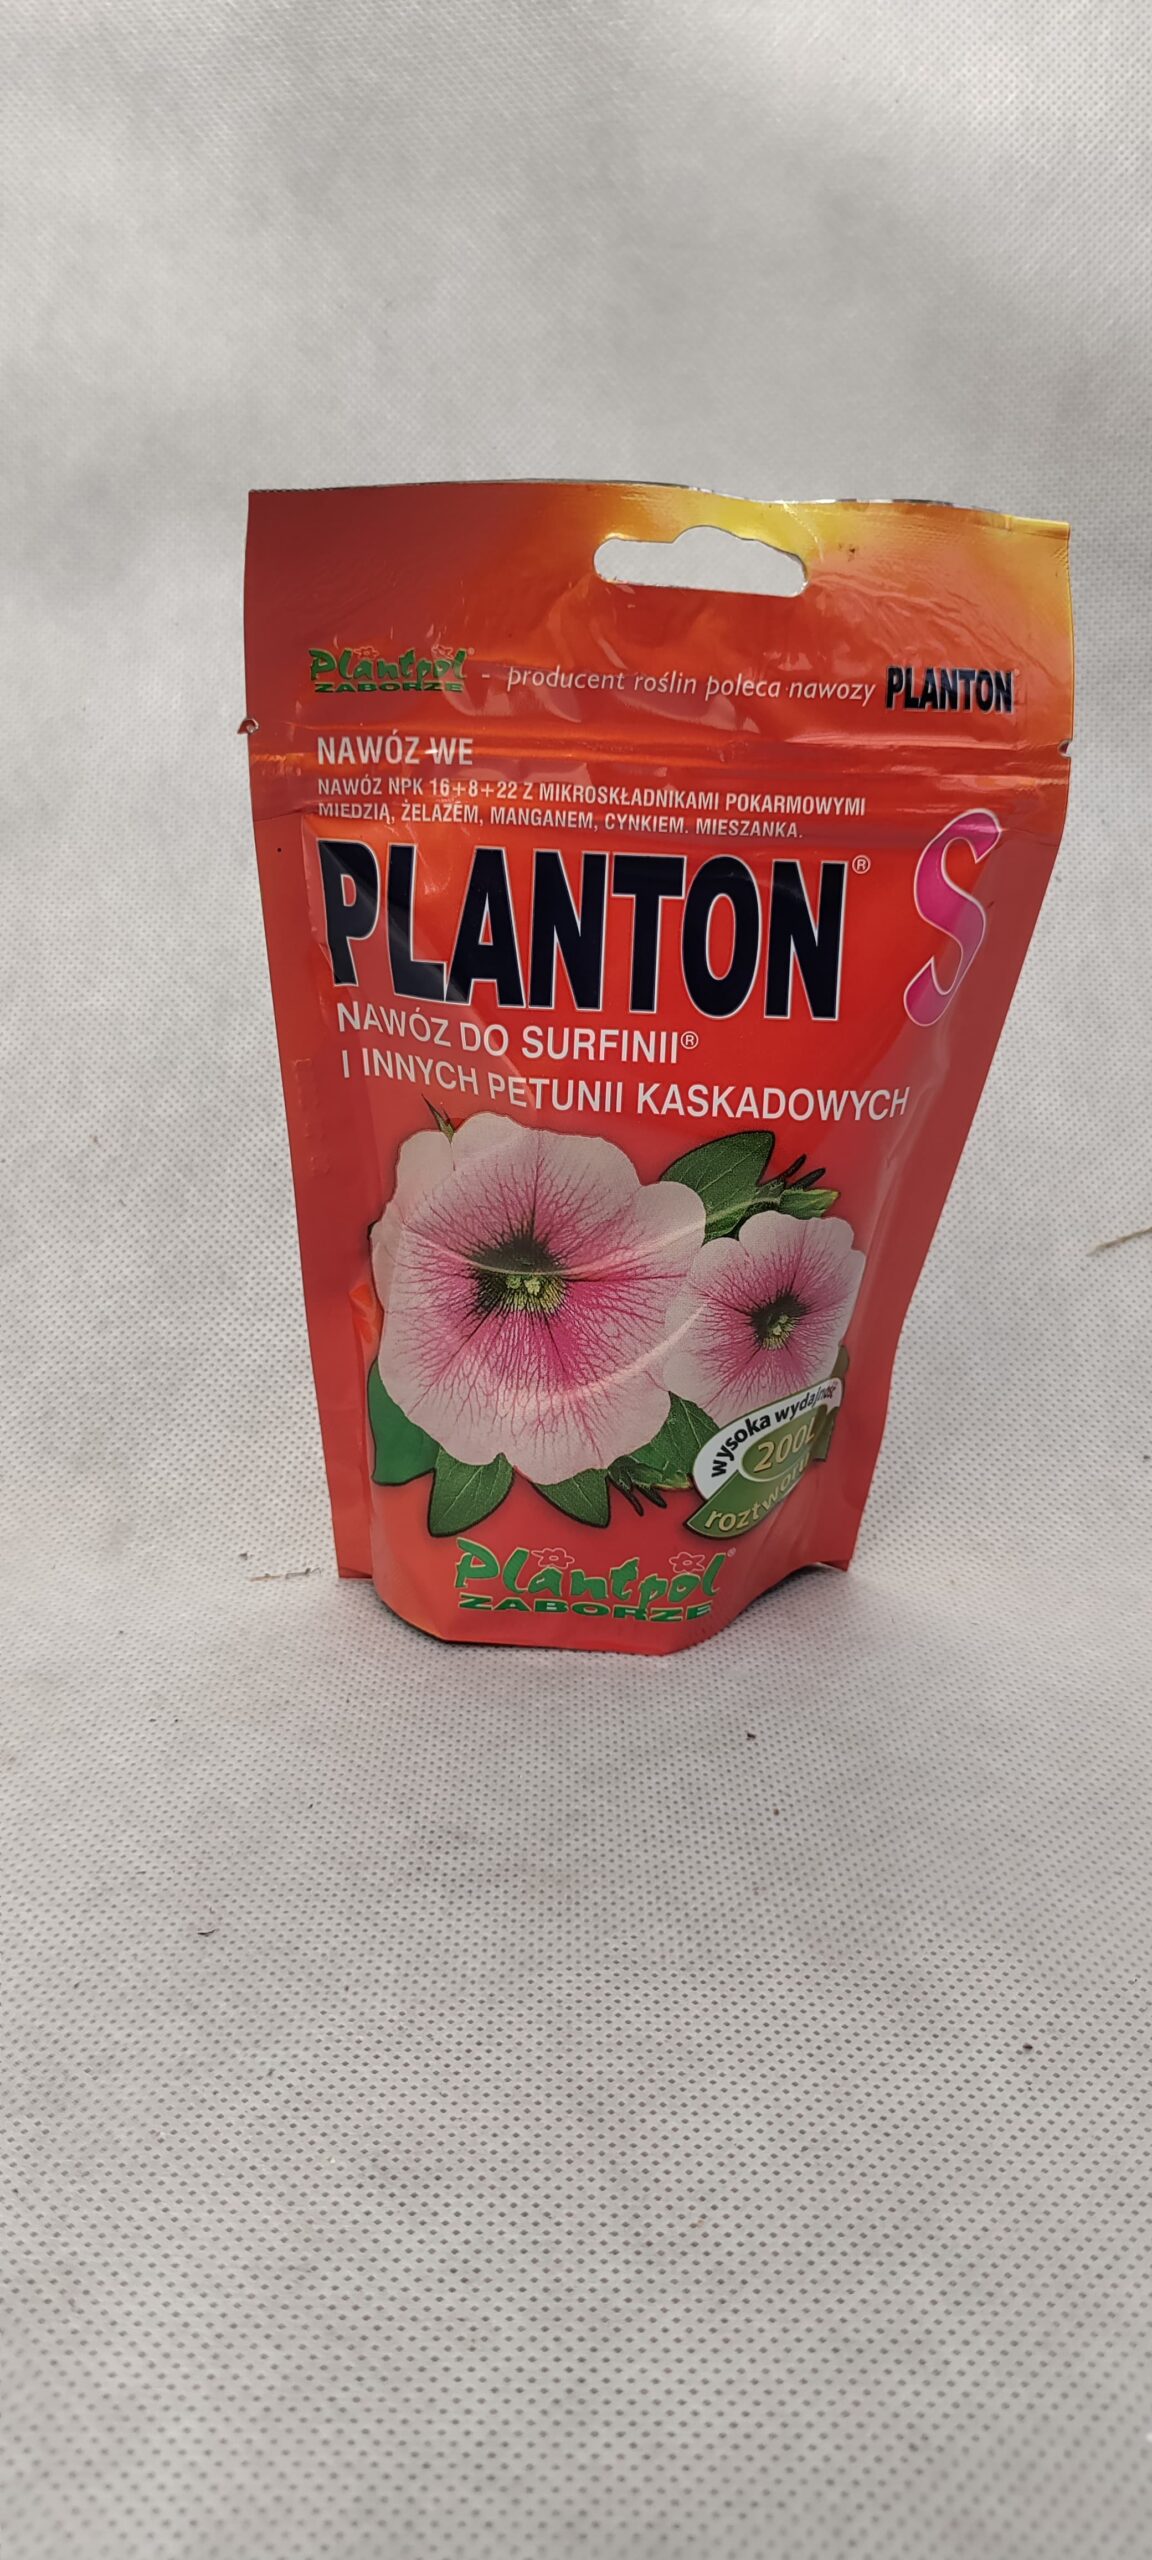 Plantpol® - producent roślin poleca nawozy PLANTON®
ZABORZE
NAWÓZ WE
NAWÓZ NPK 16+8+22 Z MIKROSKŁADNIKAMI POKARMOWYMI
MIEDZIĄ, ŻELAZEM, MANGANEM, CYNKIEM. MIESZANKA.
PLANTON® S
NAWÓZ DO SURFINII®
I INNYCH PETUNII KASKADOWYCH
wysoka wydajność
200L
roztworu
Plantpol®
ZABORZE